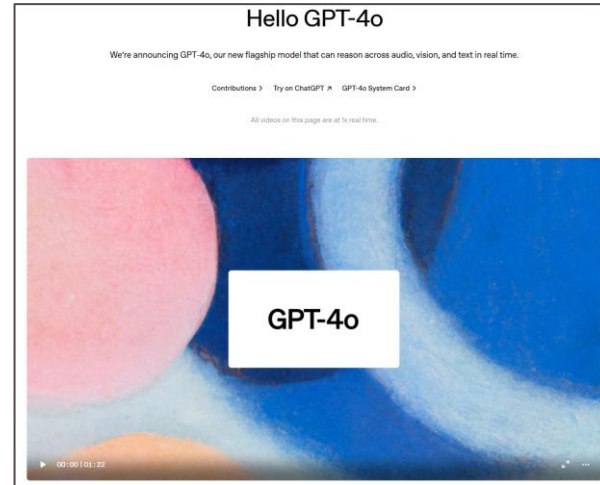 Hello GPT-4o
We're announcing GPT-4o, our new flagship model that can reason across audio, vision, and text in real time.
Contributions > Try on ChatGPT ↗ GPT-4o System Card >
All videos on this page are at 1x real time.
GPT-4o
00:00 | 01:22